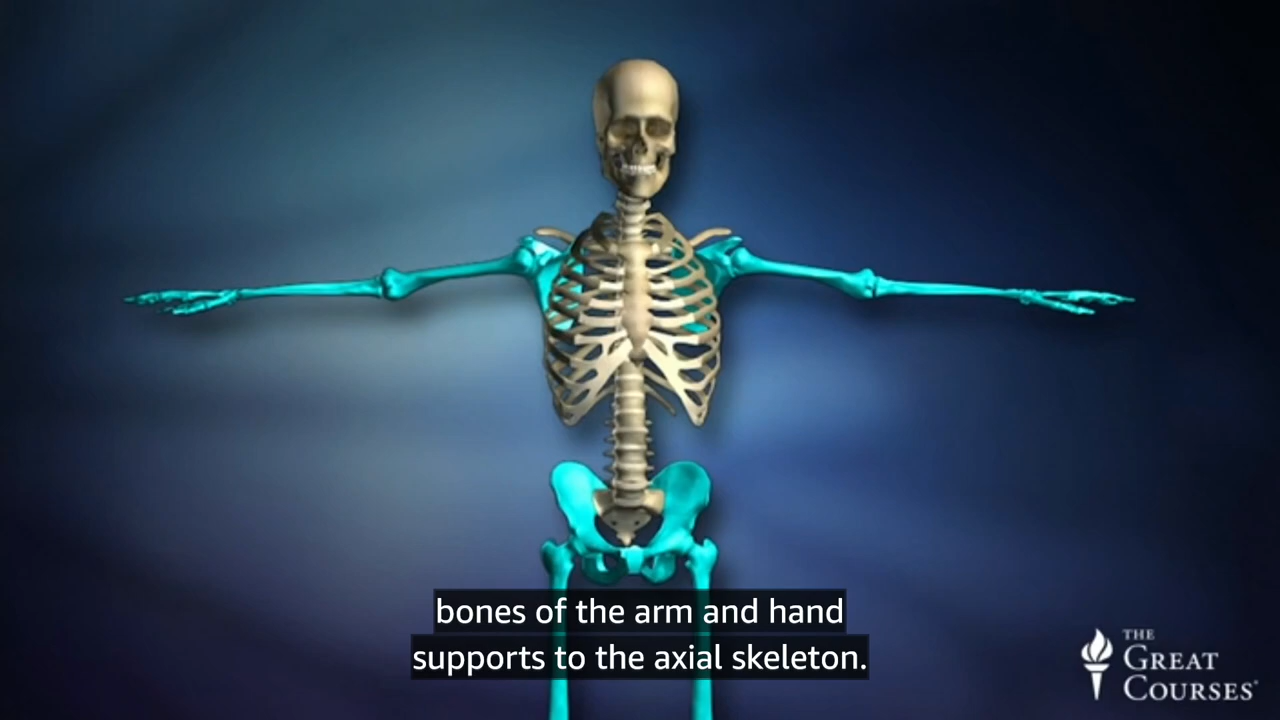 bones of the arm and hand
supports to the axial skeleton.
THE
GREAT
COURSES®